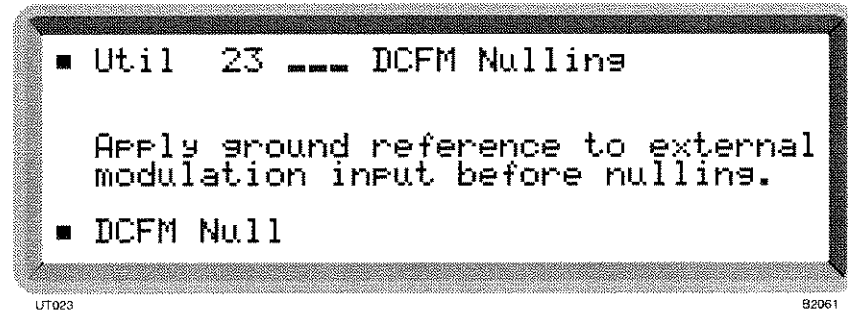 ■ Util 23 ___ DCFM Nulling
Apply ground reference to external
modulation input before nulling.
■ DCFM Null
UT023 B2061